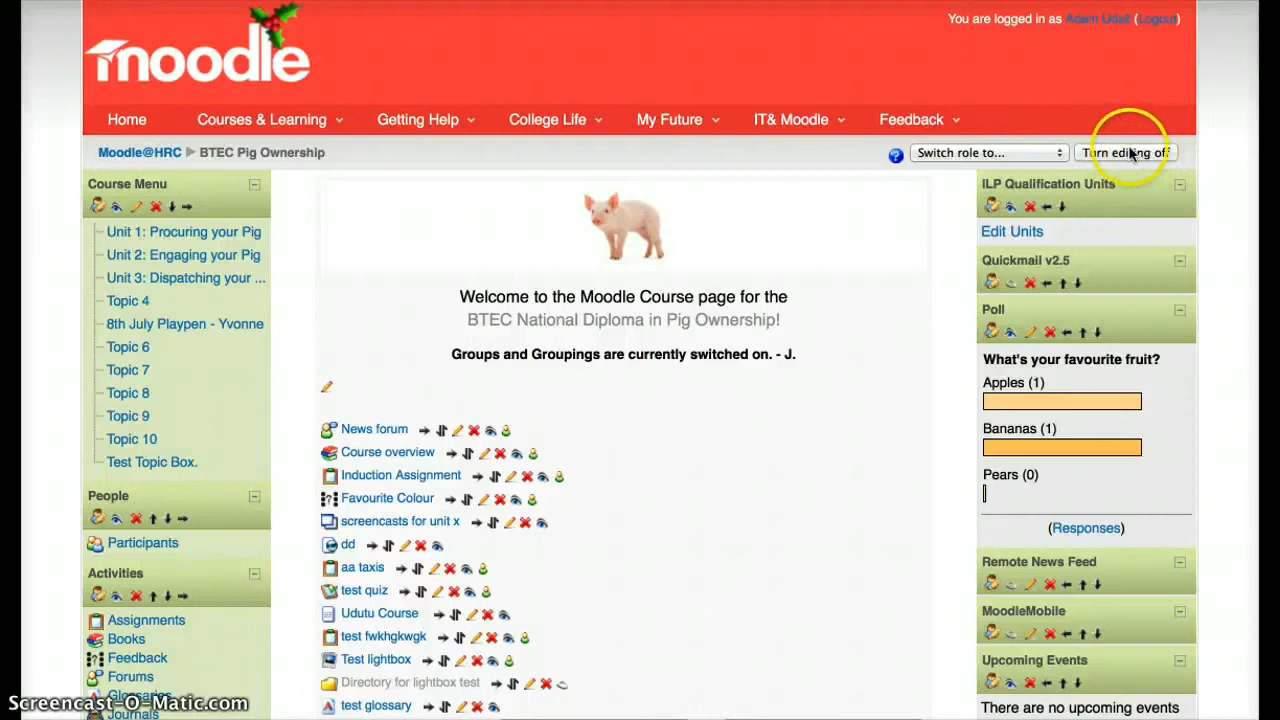 You are logged in as Adam Udall (Logout)
moodle
Home Courses & Learning Getting Help College Life My Future IT& Moodle Feedback
Moodle@HRC BTEC Pig Ownership
Switch role to... Turn editing off
Course Menu
Unit 1: Procuring your Pig
Unit 2: Engaging your Pig
Unit 3: Dispatching your ...
Topic 4
8th July Playpen - Yvonne
Topic 6
Topic 7
Topic 8
Topic 9
Topic 10
Test Topic Box.
People
Participants
Activities
Assignments
Books
Feedback
Forums
Glossaries
Journals
Welcome to the Moodle Course page for the
BTEC National Diploma in Pig Ownership!
Groups and Groupings are currently switched on. - J.
News forum
Course overview
Induction Assignment
Favourite Colour
screencasts for unit x
dd
aa taxis
test quiz
Udutu Course
test fwkhgkwgk
Test lightbox
Directory for lightbox test
test glossary
ILP Qualification Units
Edit Units
Quickmail v2.5
Poll
What's your favourite fruit?
Apples (1)
Bananas (1)
Pears (0)
(Responses)
Remote News Feed
MoodleMobile
Upcoming Events
There are no upcoming events
Screencast-O-Matic.com